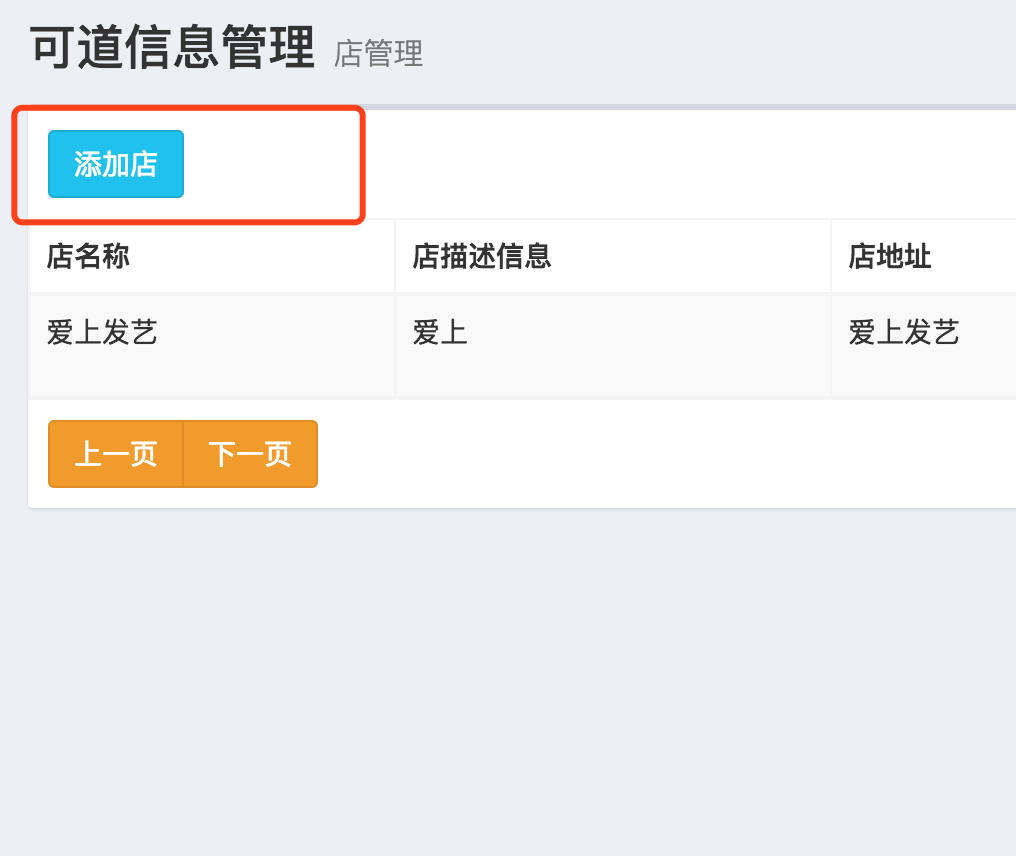 可道信息管理 店管理
添加店
店名称 店描述信息 店地址
爱上发艺 爱上 爱上发艺
上一页 下一页